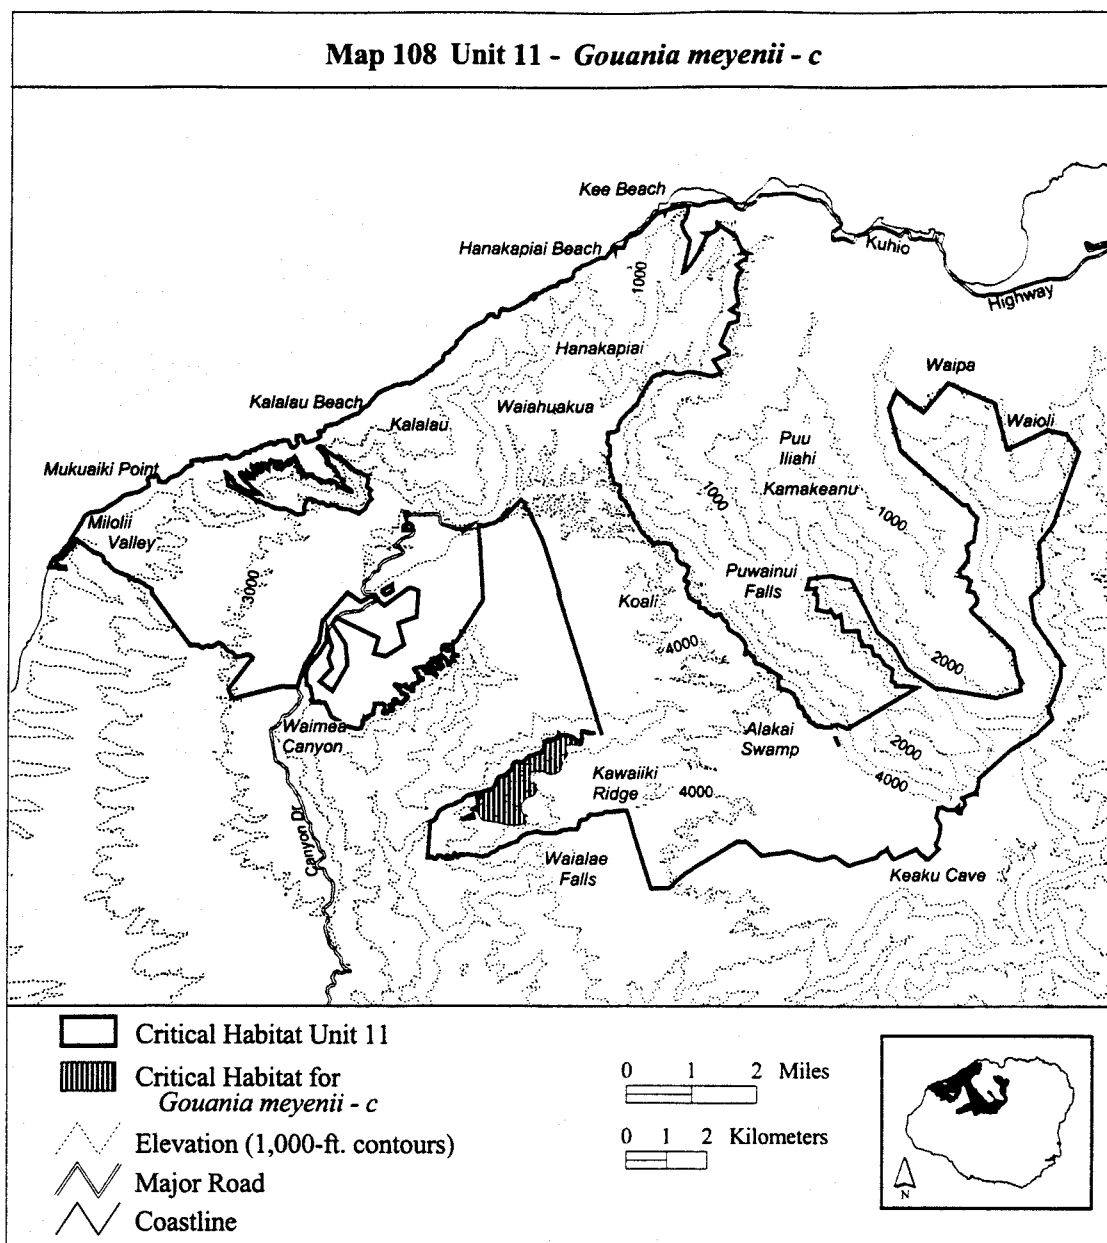 Map 108 Unit 11 - Gouania meyenii - c
Kee Beach
Hanakapiai Beach
Kuhio
Highway
1000
Hanakapiai
Waipa
Kalalau Beach
Waiahuakua
Waioli
Kalalau
Puu
Iliahi
Mukuaiki Point
Kamakeanu
1000
1000
Milolii
Valley
3000
Puwainui
Falls
Koali
4000
2000
Waimea
Canyon
Alakai
Swamp
2000
4000
Kawaiiki
Ridge
4000
Canyon Dr
Waialae
Falls
Keaku Cave
Critical Habitat Unit 11
Critical Habitat for
Gouania meyenii - c
Elevation (1,000-ft. contours)
Major Road
Coastline
0 1 2 Miles
0 1 2 Kilometers
N